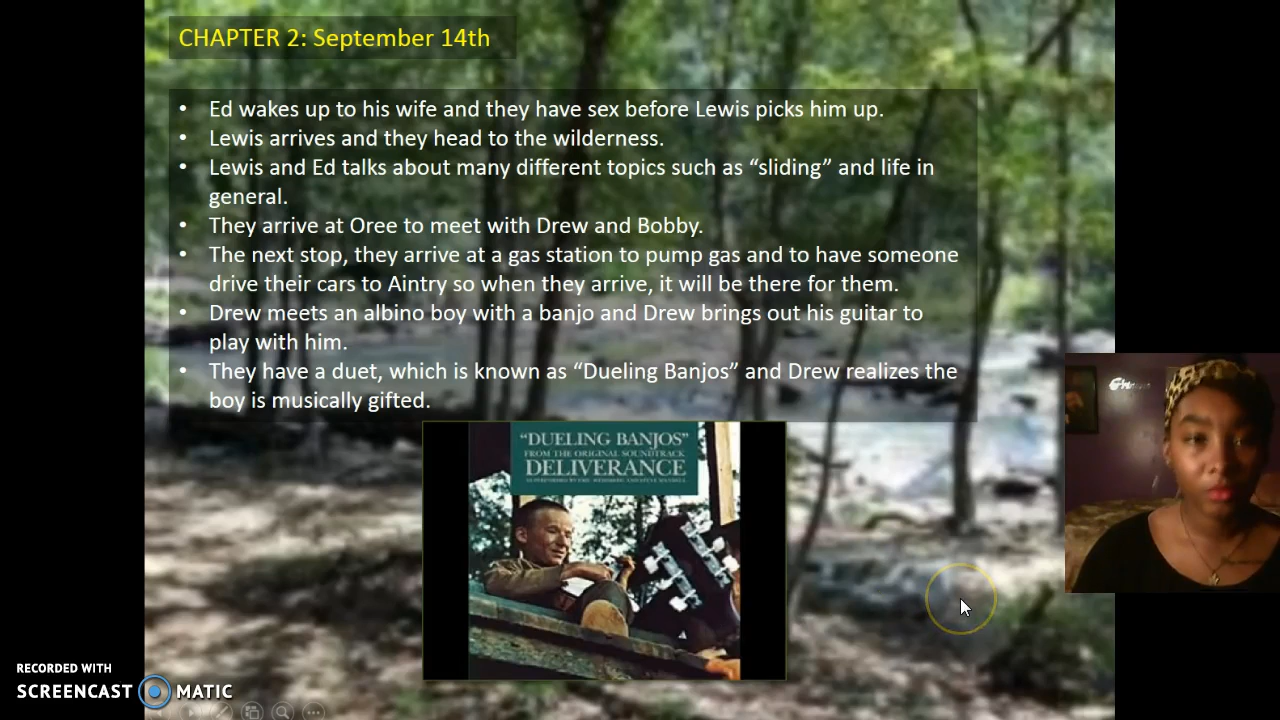 CHAPTER 2: September 14th
• Ed wakes up to his wife and they have sex before Lewis picks him up.
• Lewis arrives and they head to the wilderness.
• Lewis and Ed talks about many different topics such as “sliding” and life in
general.
• They arrive at Oree to meet with Drew and Bobby.
• The next stop, they arrive at a gas station to pump gas and to have someone
drive their cars to Aintry so when they arrive, it will be there for them.
• Drew meets an albino boy with a banjo and Drew brings out his guitar to
play with him.
• They have a duet, which is known as “Dueling Banjos” and Drew realizes the
boy is musically gifted.
“DUELING BANJOS”
FROM THE ORIGINAL SOUNDTRACK
DELIVERANCE
RECORDED WITH
SCREENCAST MATIC